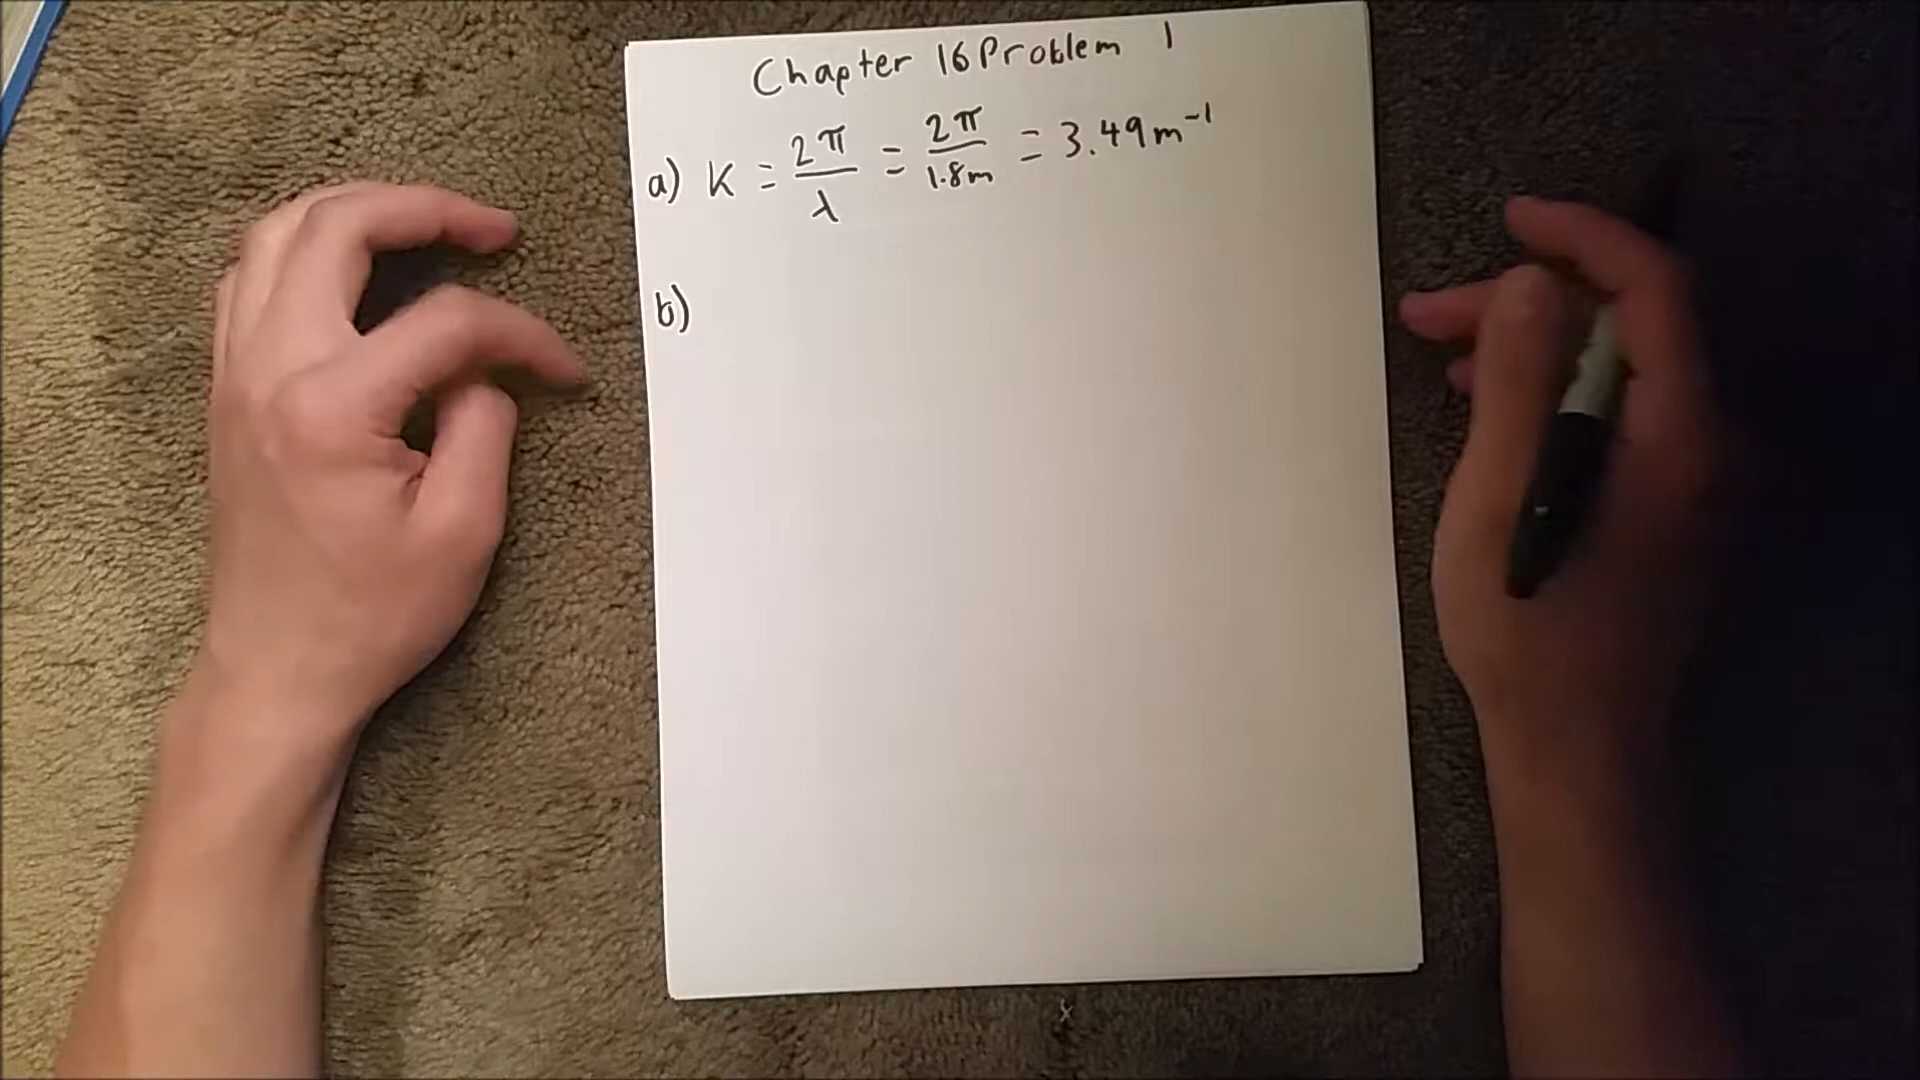 Chapter 16 Problem 1
a) K = 2π/λ = 2π/1.8m = 3.49m⁻¹
b)